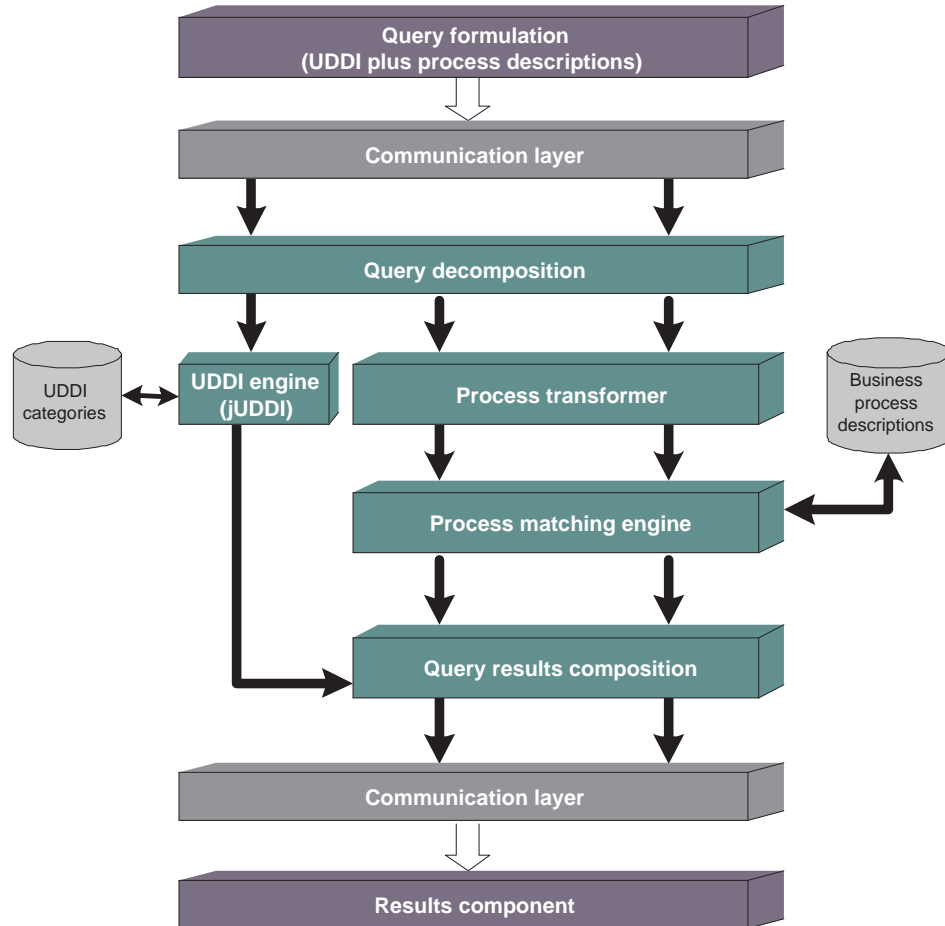 Query formulation
(UDDI plus process descriptions)
Communication layer
Query decomposition
UDDI
categories
UDDI engine
(jUDDI)
Process transformer
Business
process
descriptions
Process matching engine
Query results composition
Communication layer
Results component